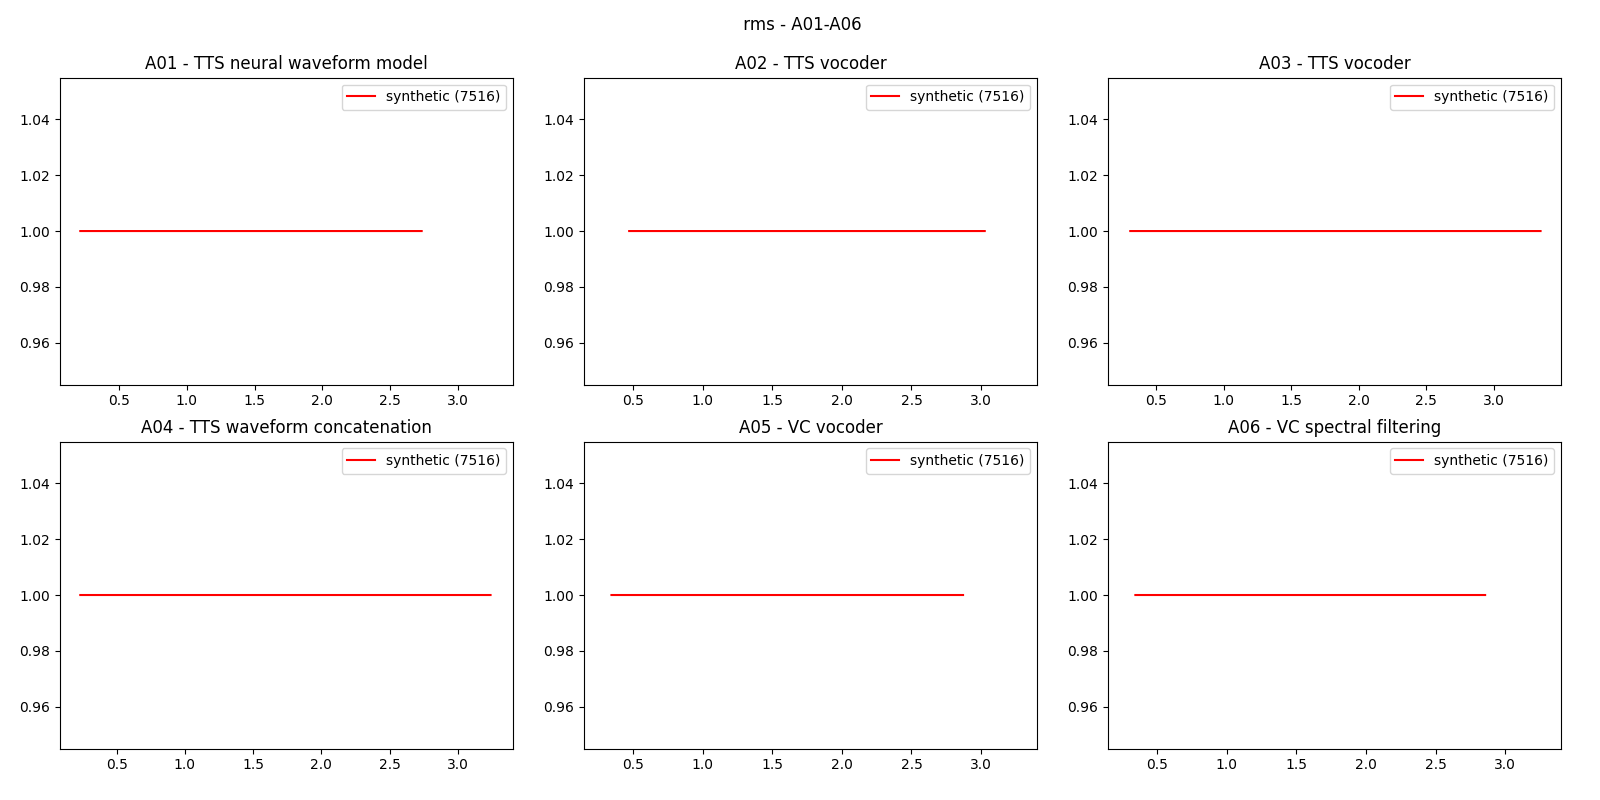 rms - A01-A06
A01 - TTS neural waveform model
synthetic (7516)
1.04
1.02
1.00
0.98
0.96
0.5 1.0 1.5 2.0 2.5 3.0
A02 - TTS vocoder
synthetic (7516)
1.04
1.02
1.00
0.98
0.96
0.5 1.0 1.5 2.0 2.5 3.0
A03 - TTS vocoder
synthetic (7516)
1.04
1.02
1.00
0.98
0.96
0.5 1.0 1.5 2.0 2.5 3.0
A04 - TTS waveform concatenation
synthetic (7516)
1.04
1.02
1.00
0.98
0.96
0.5 1.0 1.5 2.0 2.5 3.0
A05 - VC vocoder
synthetic (7516)
1.04
1.02
1.00
0.98
0.96
0.5 1.0 1.5 2.0 2.5 3.0
A06 - VC spectral filtering
synthetic (7516)
1.04
1.02
1.00
0.98
0.96
0.5 1.0 1.5 2.0 2.5 3.0